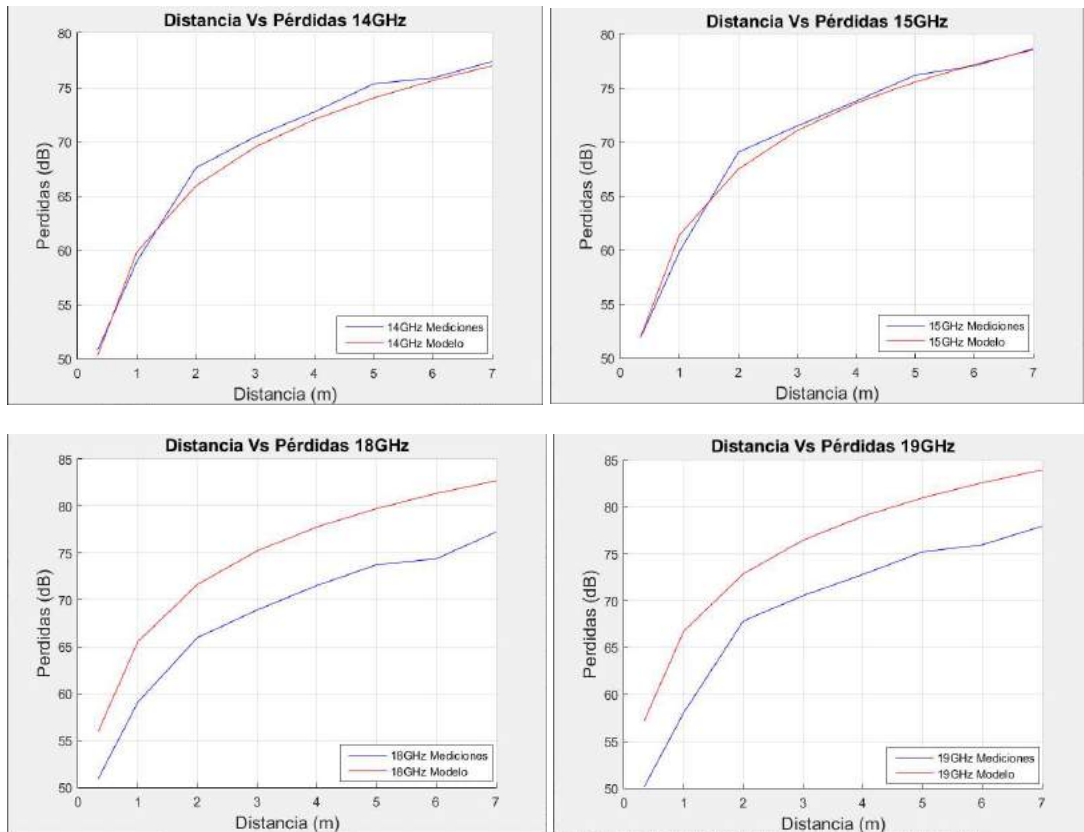 Distancia Vs Pérdidas 14GHz
Perdidas (dB)
80
75
70
65
60
55
50
0 1 2 3 4 5 6 7
Distancia (m)
14GHz Mediciones
14GHz Modelo
Distancia Vs Pérdidas 15GHz
Perdidas (dB)
80
75
70
65
60
55
50
0 1 2 3 4 5 6 7
Distancia (m)
15GHz Mediciones
15GHz Modelo
Distancia Vs Pérdidas 18GHz
Perdidas (dB)
85
80
75
70
65
60
55
50
0 1 2 3 4 5 6 7
Distancia (m)
18GHz Mediciones
18GHz Modelo
Distancia Vs Pérdidas 19GHz
Perdidas (dB)
85
80
75
70
65
60
55
50
0 1 2 3 4 5 6 7
Distancia (m)
19GHz Mediciones
19GHz Modelo